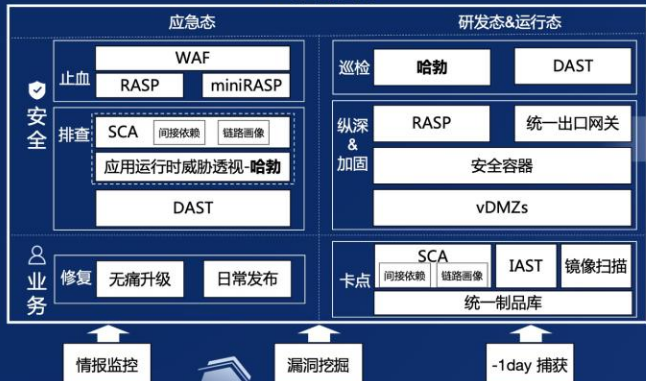 应急态
研发态&运行态
安全
止血
WAF
RASP
miniRASP
排查
SCA
间接依赖
链路画像
应用运行时威胁透视-哈勃
DAST
巡检
哈勃
DAST
纵深
&
加固
RASP
统一出口网关
安全容器
vDMZs
业务
修复
无痛升级
日常发布
卡点
SCA
间接依赖
链路画像
IAST
镜像扫描
统一制品库
情报监控
漏洞挖掘
-1day 捕获